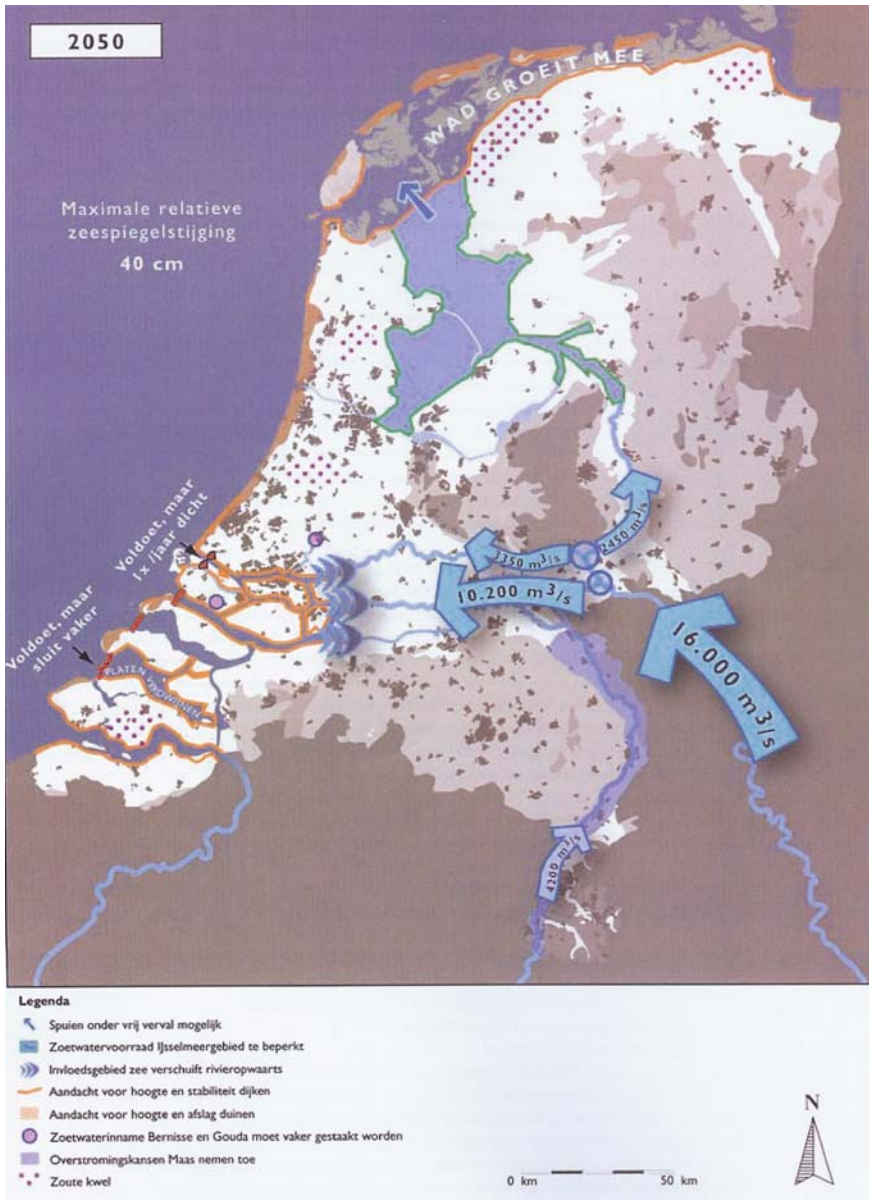 2050
WAD GROEIT MEE
Maximale relatieve
zeespiegelstijging
40 cm
Voldoet, maar
1x /jaar dicht
Voldoet, maar
sluit vaker
PLATEN VERDWIJNEN
3350 m³/s
2450 m³/s
10.200 m³/s
16.000 m³/s
4200 m³/s
Legenda
Spuien onder vrij verval mogelijk
Zoetwatervoorraad IJsselmeergebied te beperkt
Invloedsgebied zee verschuift rivieropwaarts
Aandacht voor hoogte en stabiliteit dijken
Aandacht voor hoogte en afslag duinen
Zoetwaterinname Bernisse en Gouda moet vaker gestaakt worden
Overstromingskansen Maas nemen toe
Zoute kwel
0 km 50 km
N